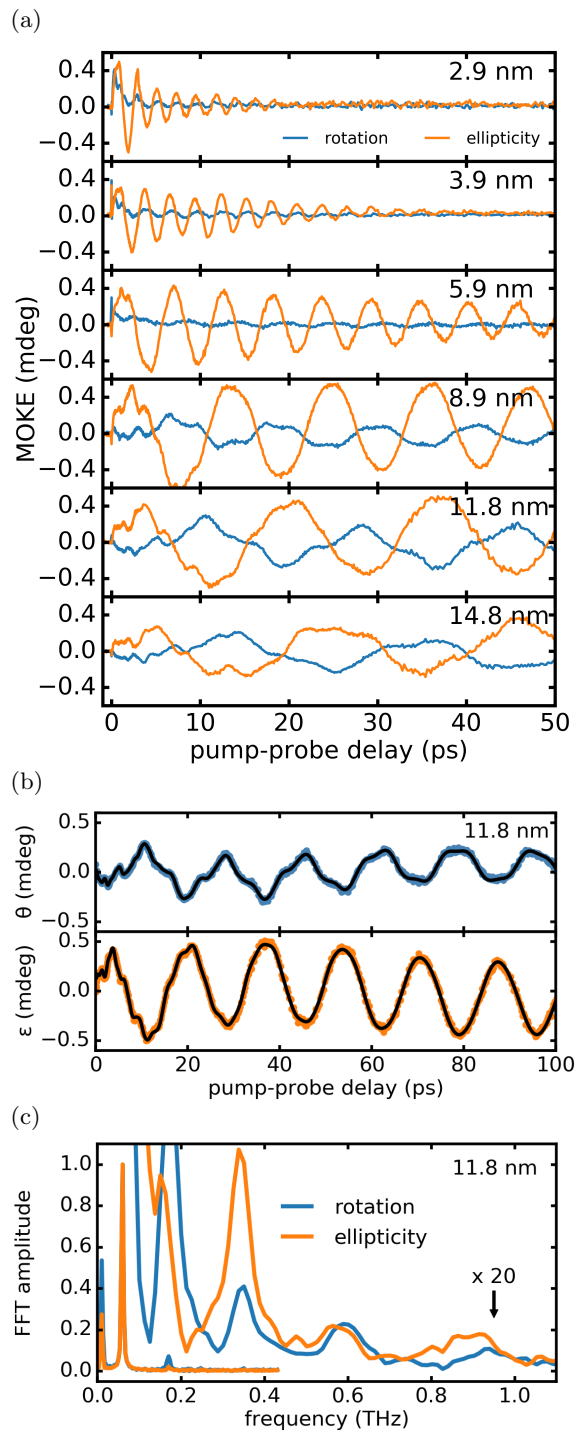 (a)
0.4
0.0
−0.4
2.9 nm
rotation
ellipticity
0.4
0.0
−0.4
3.9 nm
0.4
0.0
−0.4
5.9 nm
MOKE (mdeg)
0.4
0.0
−0.4
8.9 nm
0.4
0.0
−0.4
11.8 nm
0.4
0.0
−0.4
14.8 nm
0 10 20 30 40 50
pump-probe delay (ps)
(b)
θ (mdeg)
0.5
0.0
−0.5
11.8 nm
ε (mdeg)
0.5
0.0
−0.5
0 20 40 60 80 100
pump-probe delay (ps)
(c)
FFT amplitude
1.0
0.8
0.6
0.4
0.2
0.0
11.8 nm
rotation
ellipticity
x 20
0.0 0.2 0.4 0.6 0.8 1.0
frequency (THz)